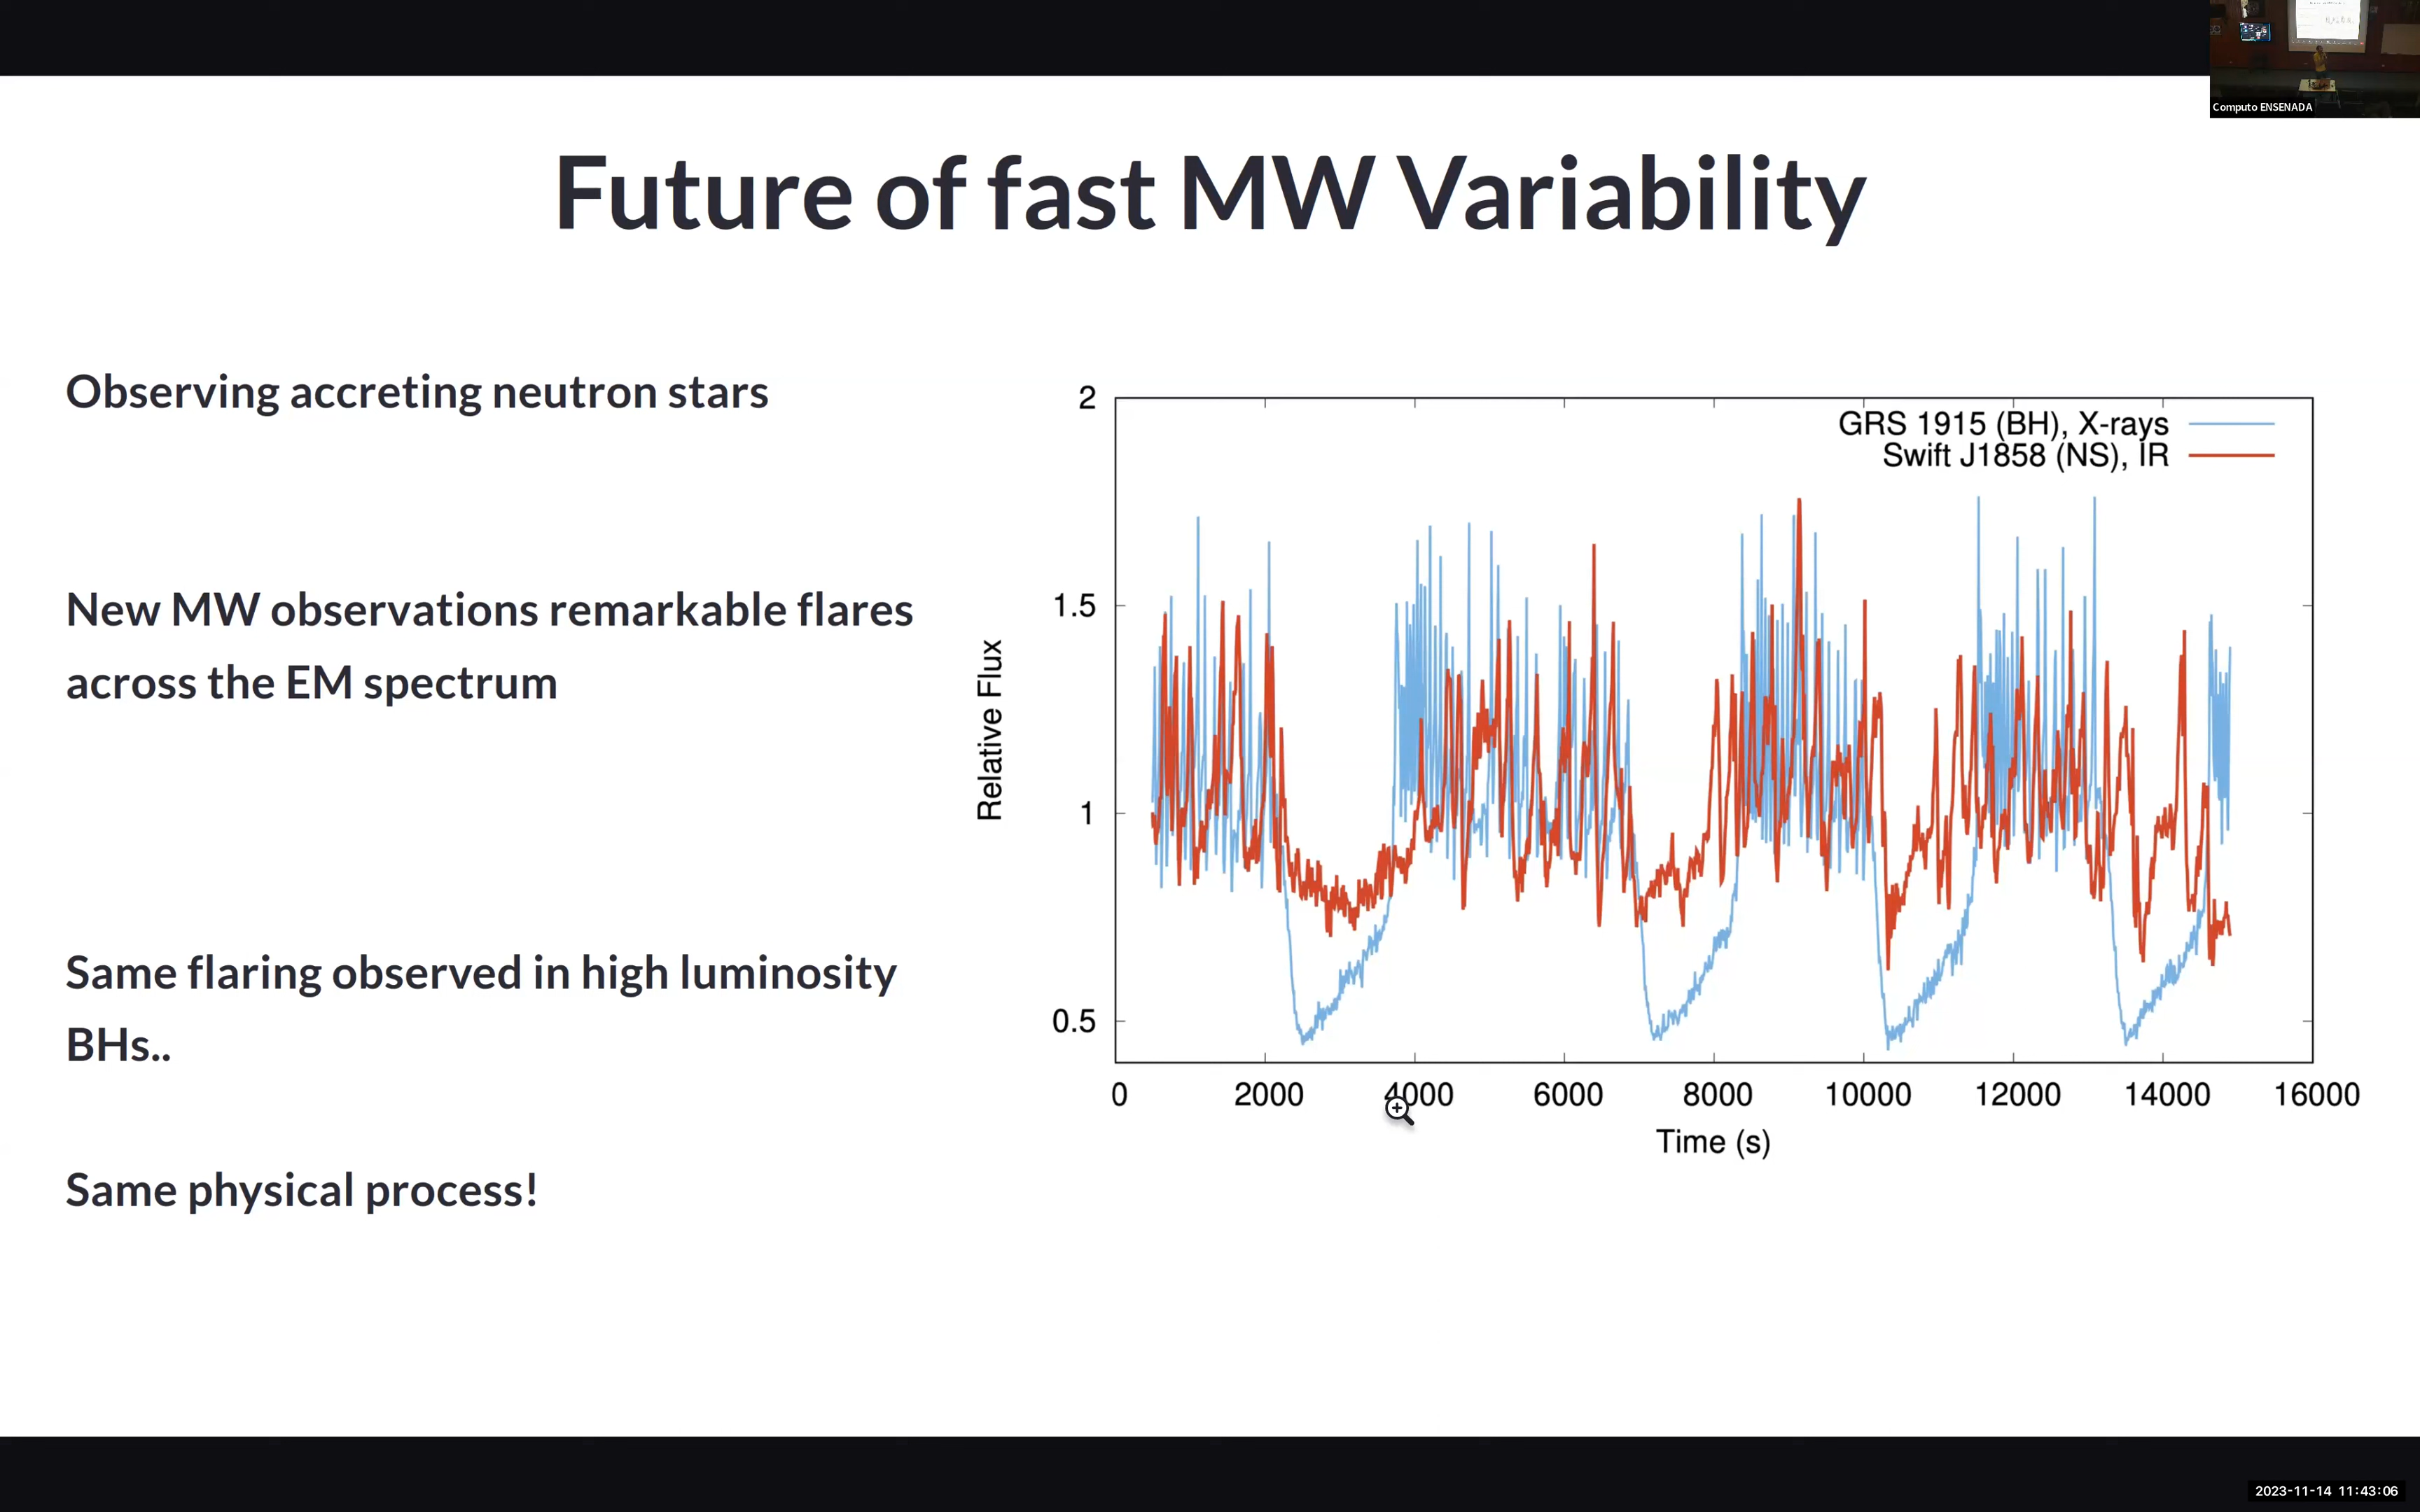 Computo ENSENADA
Future of fast MW Variability
Observing accreting neutron stars
New MW observations remarkable flares
across the EM spectrum
Same flaring observed in high luminosity
BHs..
Same physical process!
GRS 1915 (BH), X-rays
Swift J1858 (NS), IR
2
1.5
1
0.5
Relative Flux
0 2000 4000 6000 8000 10000 12000 14000 16000
Time (s)
2023-11-14 11:43:06